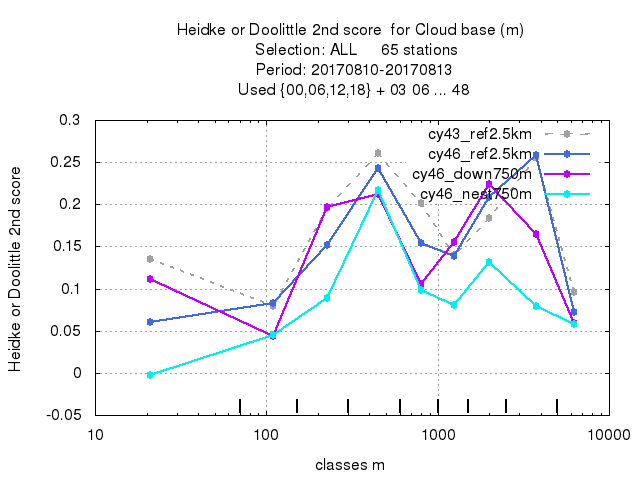 Heidke or Doolittle 2nd score for Cloud base (m)
Selection: ALL 65 stations
Period: 20170810-20170813
Used {00,06,12,18} + 03 06 ... 48
0.3
0.25
0.2
0.15
0.1
0.05
0
-0.05
Heidke or Doolittle 2nd score
cy43_ref2.5km
cy46_ref2.5km
cy46_down750m
cy46_nest750m
10 100 1000 10000
classes m